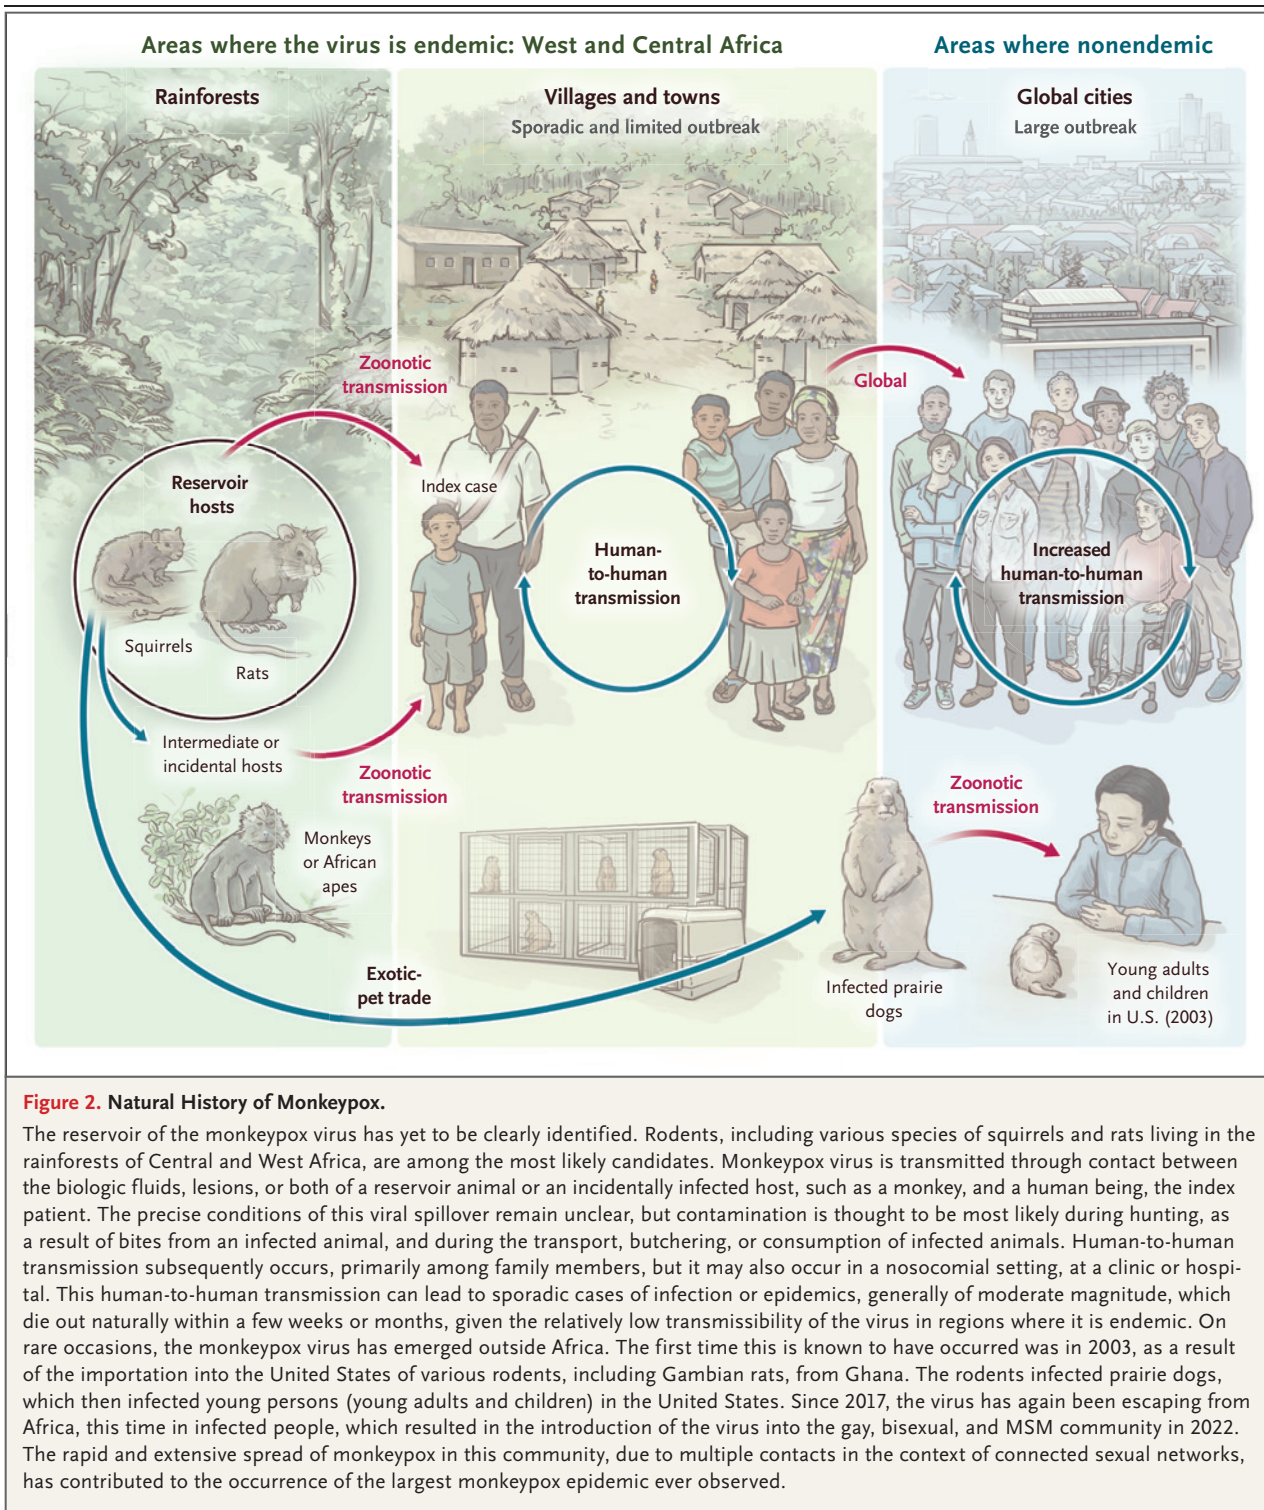 Areas where the virus is endemic: West and Central Africa
Areas where nonendemic
Rainforests
Villages and towns
Sporadic and limited outbreak
Global cities
Large outbreak
Zoonotic
transmission
Global
Reservoir
hosts
Index case
Squirrels
Rats
Human-
to-human
transmission
Increased
human-to-human
transmission
Intermediate or
incidental hosts
Zoonotic
transmission
Monkeys
or African
apes
Exotic-
pet trade
Zoonotic
transmission
Infected prairie
dogs
Young adults
and children
in U.S. (2003)
Figure 2. Natural History of Monkeypox.
The reservoir of the monkeypox virus has yet to be clearly identified. Rodents, including various species of squirrels and rats living in the
rainforests of Central and West Africa, are among the most likely candidates. Monkeypox virus is transmitted through contact between
the biologic fluids, lesions, or both of a reservoir animal or an incidentally infected host, such as a monkey, and a human being, the index
patient. The precise conditions of this viral spillover remain unclear, but contamination is thought to be most likely during hunting, as
a result of bites from an infected animal, and during the transport, butchering, or consumption of infected animals. Human-to-human
transmission subsequently occurs, primarily among family members, but it may also occur in a nosocomial setting, at a clinic or hospi-
tal. This human-to-human transmission can lead to sporadic cases of infection or epidemics, generally of moderate magnitude, which
die out naturally within a few weeks or months, given the relatively low transmissibility of the virus in regions where it is endemic. On
rare occasions, the monkeypox virus has emerged outside Africa. The first time this is known to have occurred was in 2003, as a result
of the importation into the United States of various rodents, including Gambian rats, from Ghana. The rodents infected prairie dogs,
which then infected young persons (young adults and children) in the United States. Since 2017, the virus has again been escaping from
Africa, this time in infected people, which resulted in the introduction of the virus into the gay, bisexual, and MSM community in 2022.
The rapid and extensive spread of monkeypox in this community, due to multiple contacts in the context of connected sexual networks,
has contributed to the occurrence of the largest monkeypox epidemic ever observed.